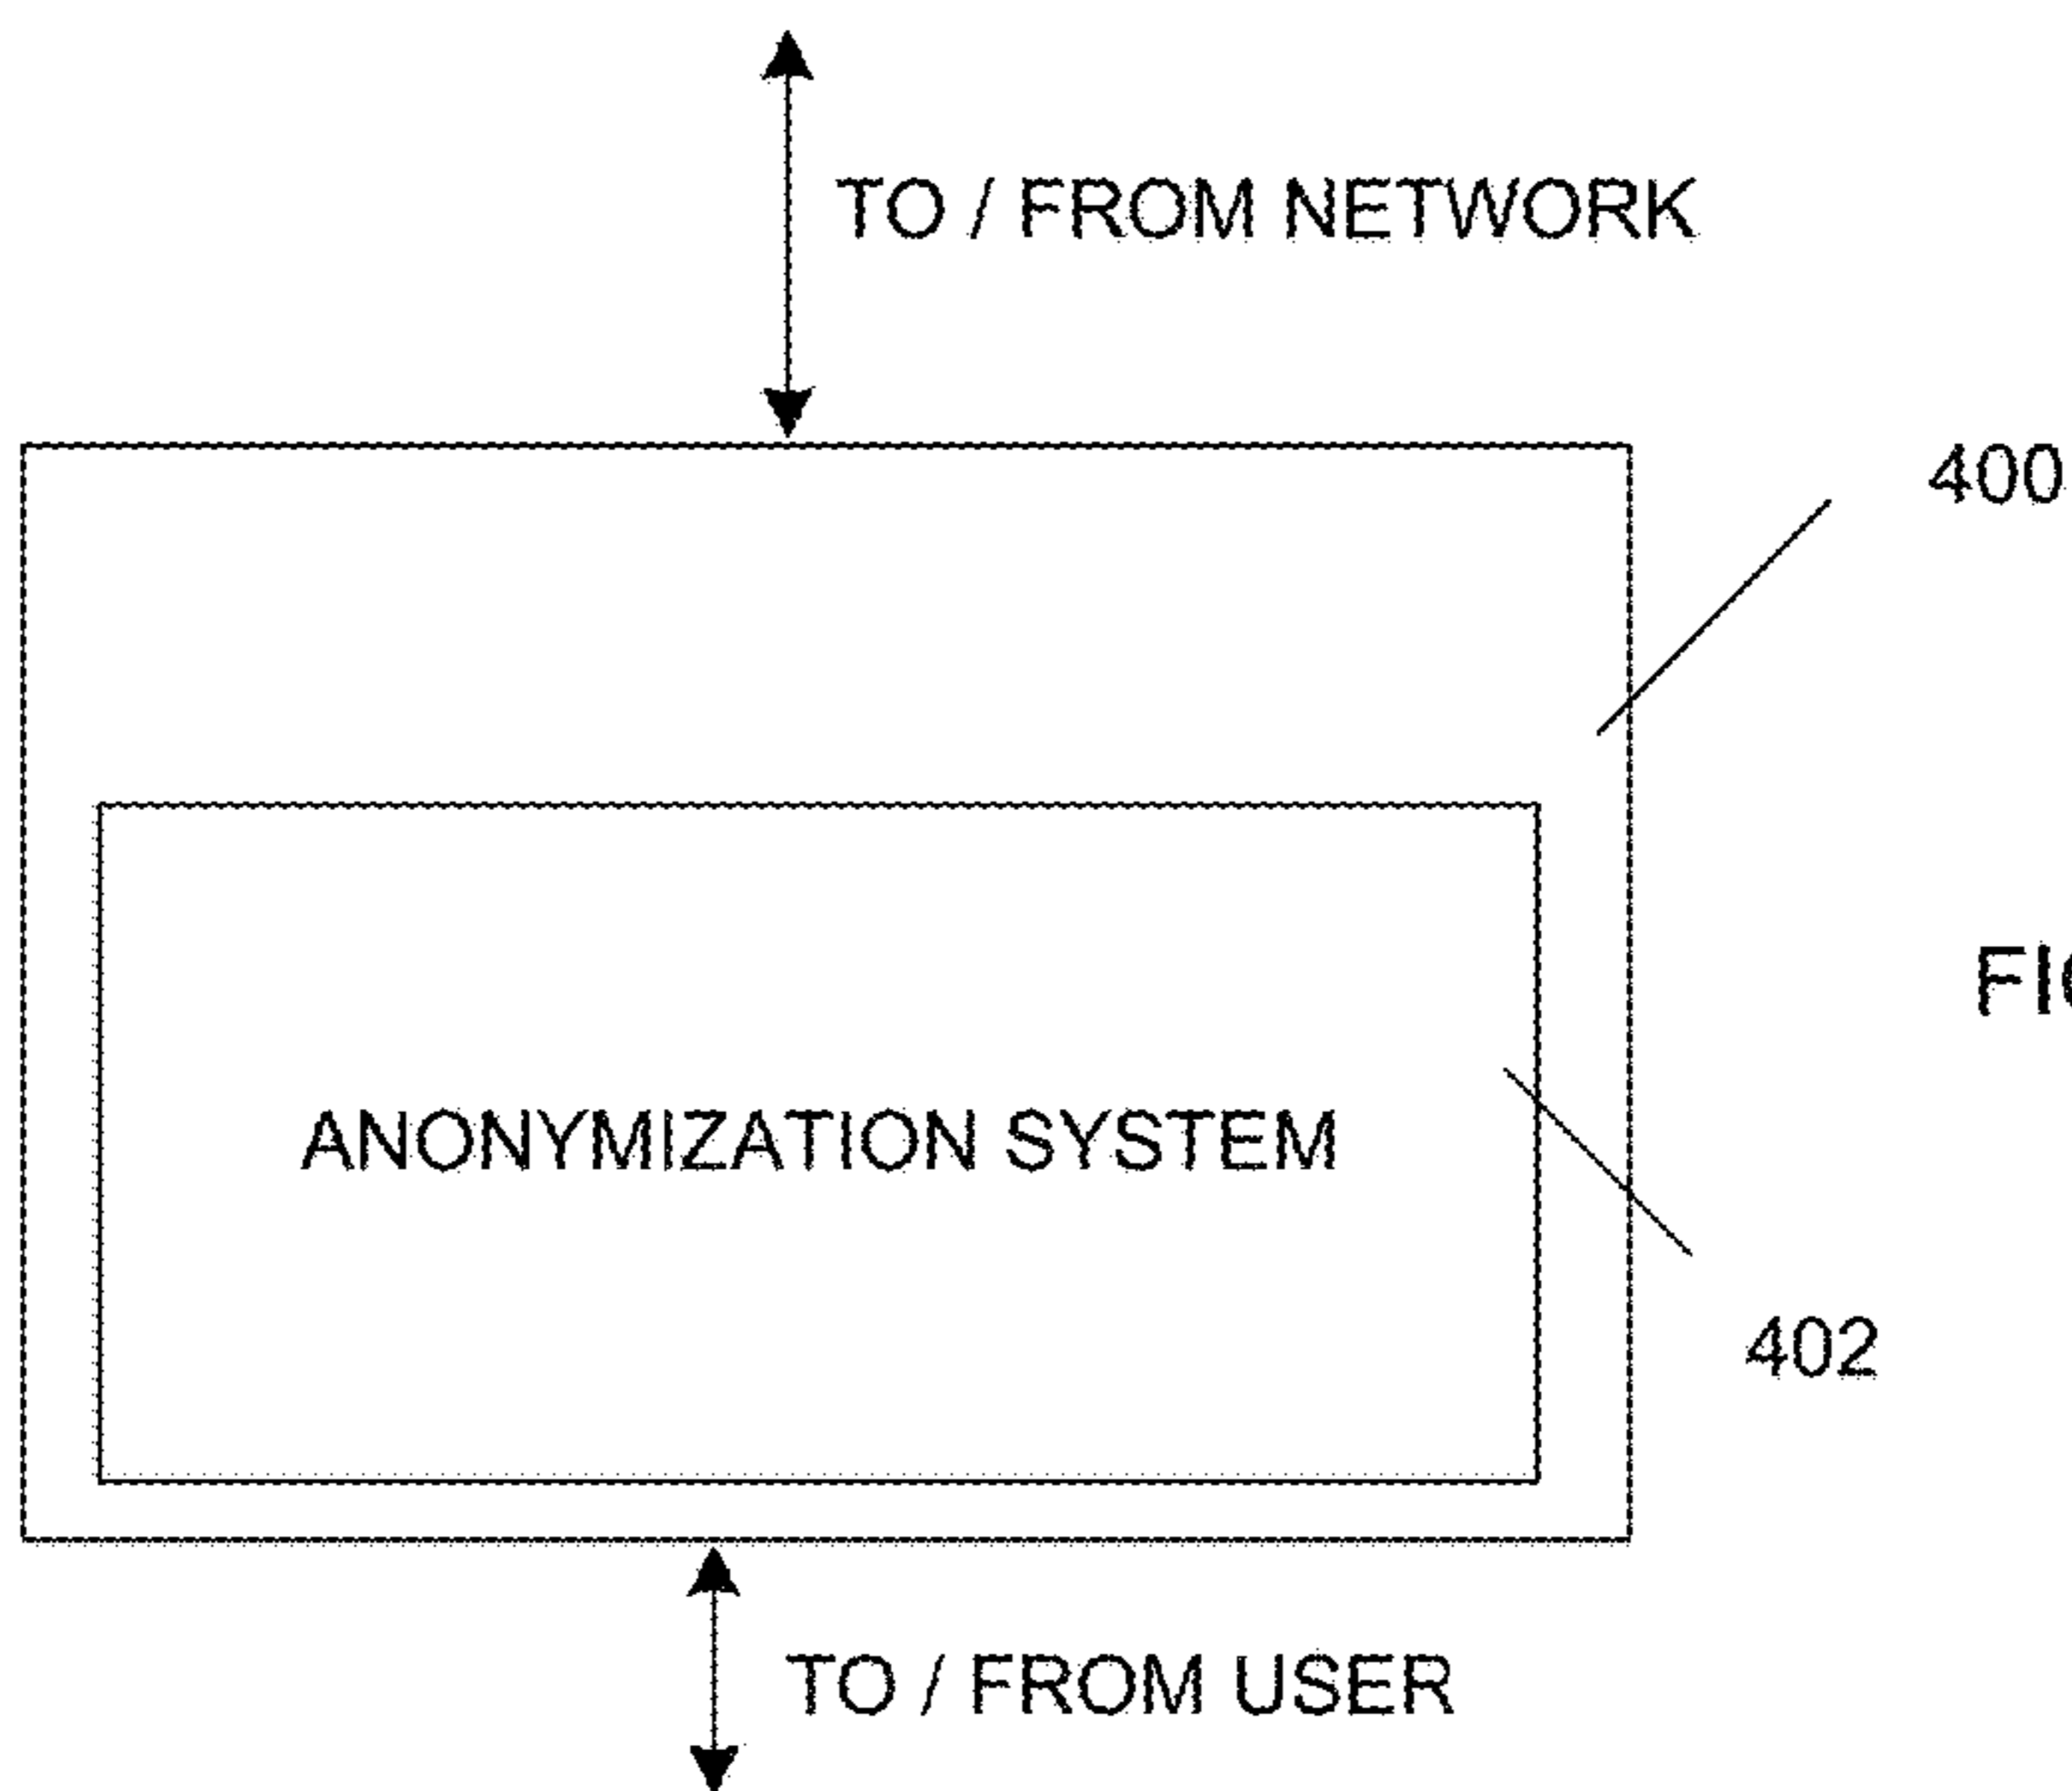 TO / FROM NETWORK
400
ANONYMIZATION SYSTEM
402
TO / FROM USER